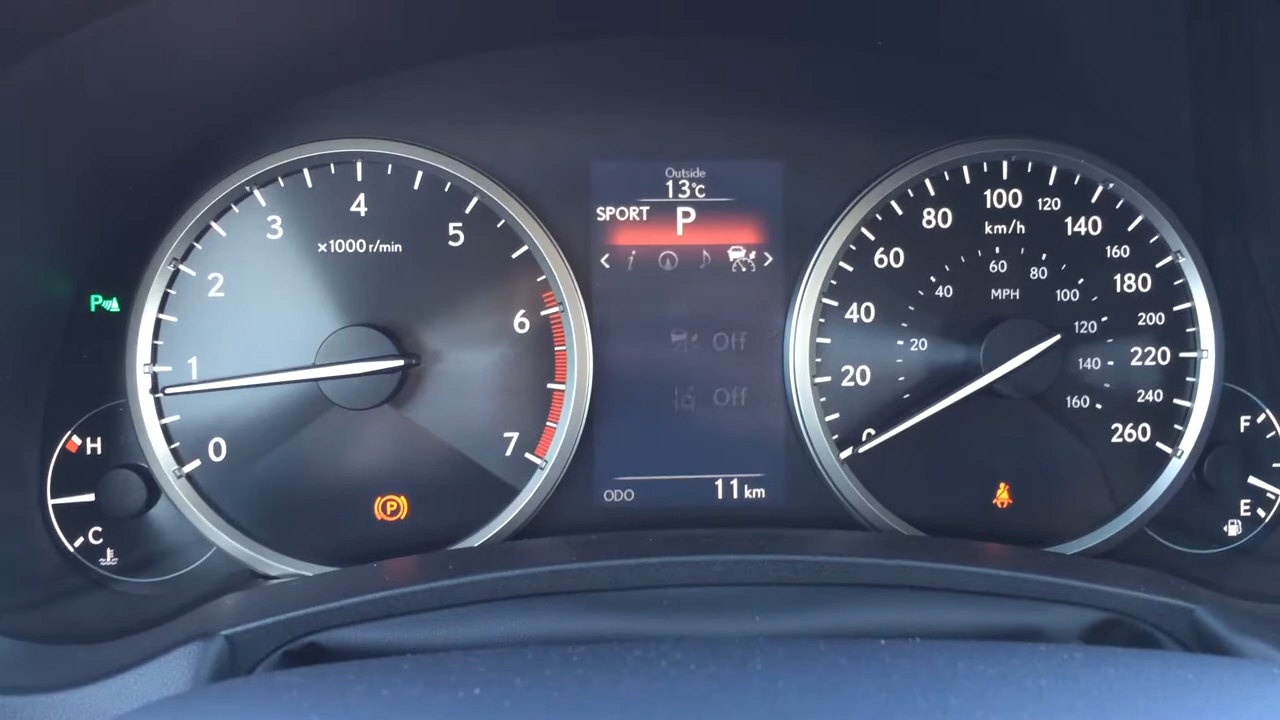 0
1
2
3
4
5
6
7
x1000 r/min
P
H
C
(P)
Outside
13°C
SPORT P
< i ♪ >
Off
Off
ODO 11 km
0
20
40
60
80
100
120
140
160
180
200
220
240
260
km/h
20
40
60
80
100
120
140
160
MPH
F
E